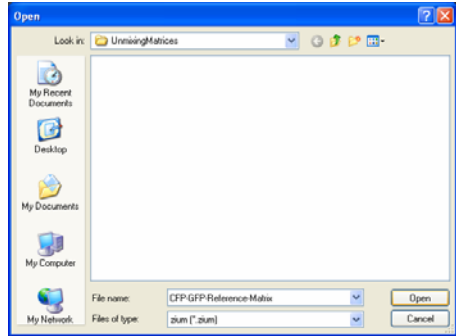 Open
Look in:
UnmixingMatrices
My Recent
Documents
Desktop
My Documents
My Computer
My Network
File name:
CFP-GFP-Reference-Matrix
Open
Files of type:
zium (*.zium)
Cancel